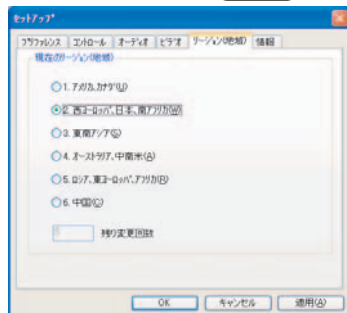 セットアップ
プリファレンス コントロール オーディオ ビデオ リージョン(地域) 情報
現在のリージョン(地域)
1. アメリカ、カナダ(U)
2. 西ヨーロッパ、日本、南アフリカ(W)
3. 東南アジア(S)
4. オーストラリア、中南米(A)
5. ロシア、東ヨーロッパ、アフリカ(R)
6. 中国(C)
残り変更回数
OK キャンセル 適用(A)